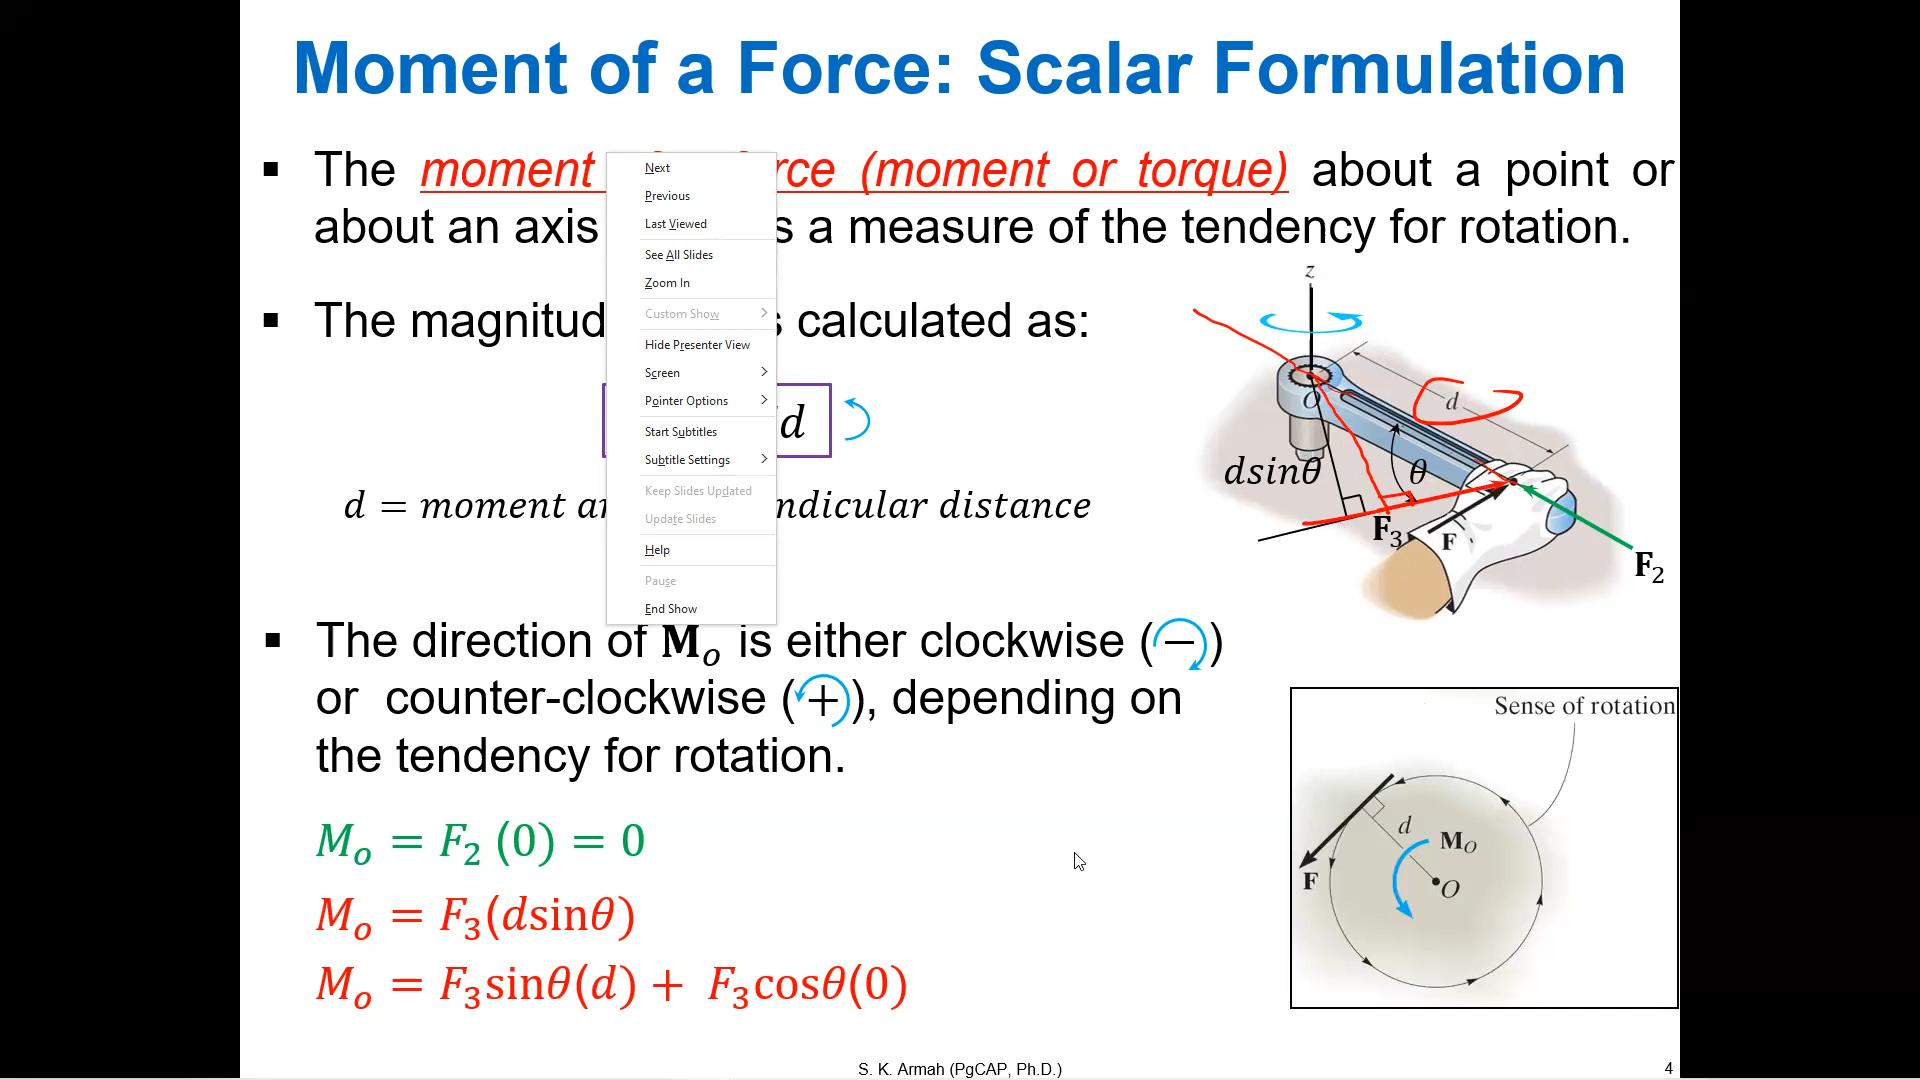 Moment of a Force: Scalar Formulation
▪ The moment rce (moment or torque) about a point or
about an axis s a measure of the tendency for rotation.
▪ The magnitud s calculated as:
d
d = moment ar ndicular distance
Next
Previous
Last Viewed
See All Slides
Zoom In
Custom Show
Hide Presenter View
Screen
Pointer Options
Start Subtitles
Subtitle Settings
Keep Slides Updated
Update Slides
Help
Pause
End Show
z
O
d
dsinθ
θ
F₃
F
F₂
▪ The direction of Mₒ is either clockwise (−)
or counter-clockwise (+), depending on
the tendency for rotation.
Mₒ = F₂ (0) = 0
Mₒ = F₃(dsinθ)
Mₒ = F₃sinθ(d) + F₃cosθ(0)
Sense of rotation
d
M_O
F
O
S. K. Armah (PgCAP, Ph.D.)
4